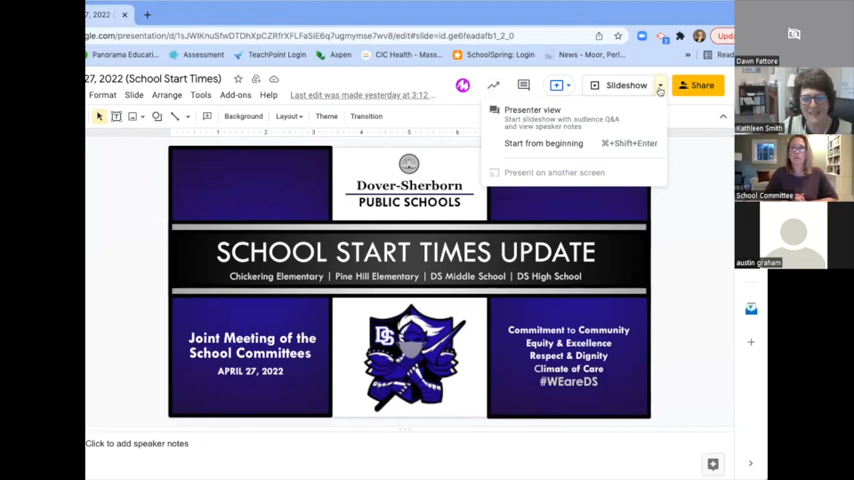 27, 2022
gle.com/presentation/d/1sJWIKnuSfwDTDhXpCZRfrXFLFaSiE6q7ugmymse7wv8/edit#slide=id.ge6feadafb1_2_0
Panorama Educati...
Assessment
TeachPoint Login
Aspen
CIC Health - Mass...
SchoolSpring: Login
News - Moor, Perl...
»
27, 2022 (School Start Times)
Format Slide Arrange Tools Add-ons Help Last edit was made yesterday at 3:12 ...
Slideshow
Share
Background Layout Theme Transition
Presenter view
Start slideshow with audience Q&A
and view speaker notes
Start from beginning ⌘+Shift+Enter
Present on another screen
Dover-Sherborn
PUBLIC SCHOOLS
SCHOOL START TIMES UPDATE
Chickering Elementary | Pine Hill Elementary | DS Middle School | DS High School
Joint Meeting of the
School Committees
APRIL 27, 2022
DS
Commitment to Community
Equity & Excellence
Respect & Dignity
Climate of Care
#WEareDS
Click to add speaker notes
Dawn Fattore
Kathleen Smith
School Committee
austin graham